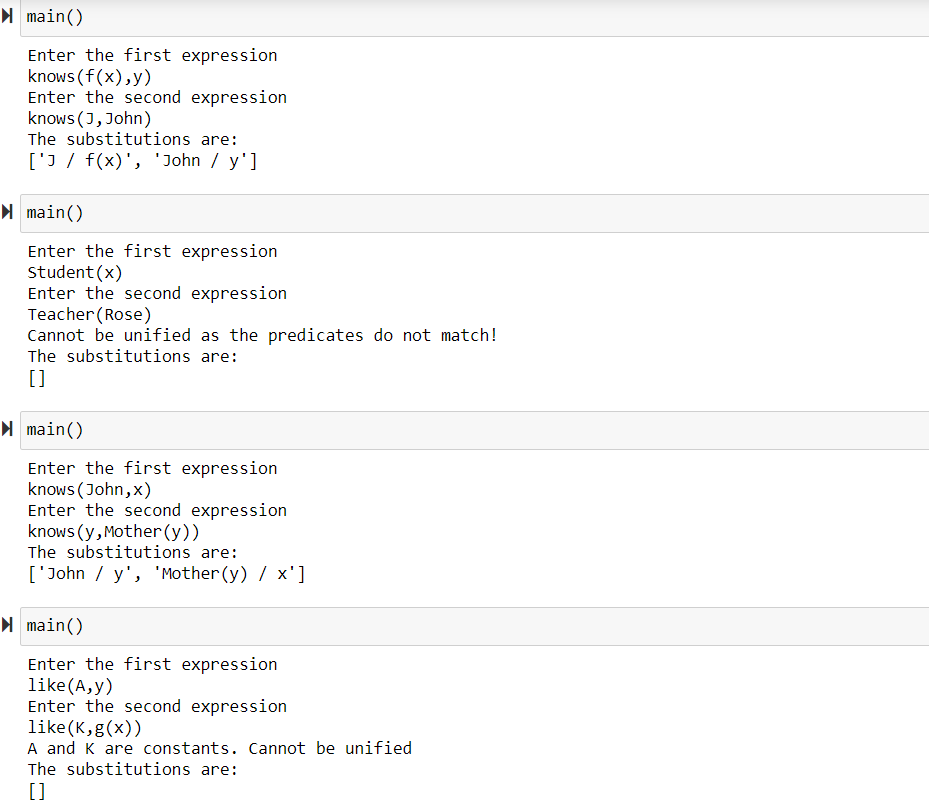 main()
Enter the first expression
knows(f(x),y)
Enter the second expression
knows(J,John)
The substitutions are:
['J / f(x)', 'John / y']
main()
Enter the first expression
Student(x)
Enter the second expression
Teacher(Rose)
Cannot be unified as the predicates do not match!
The substitutions are:
[]
main()
Enter the first expression
knows(John,x)
Enter the second expression
knows(y,Mother(y))
The substitutions are:
['John / y', 'Mother(y) / x']
main()
Enter the first expression
like(A,y)
Enter the second expression
like(K,g(x))
A and K are constants. Cannot be unified
The substitutions are:
[]